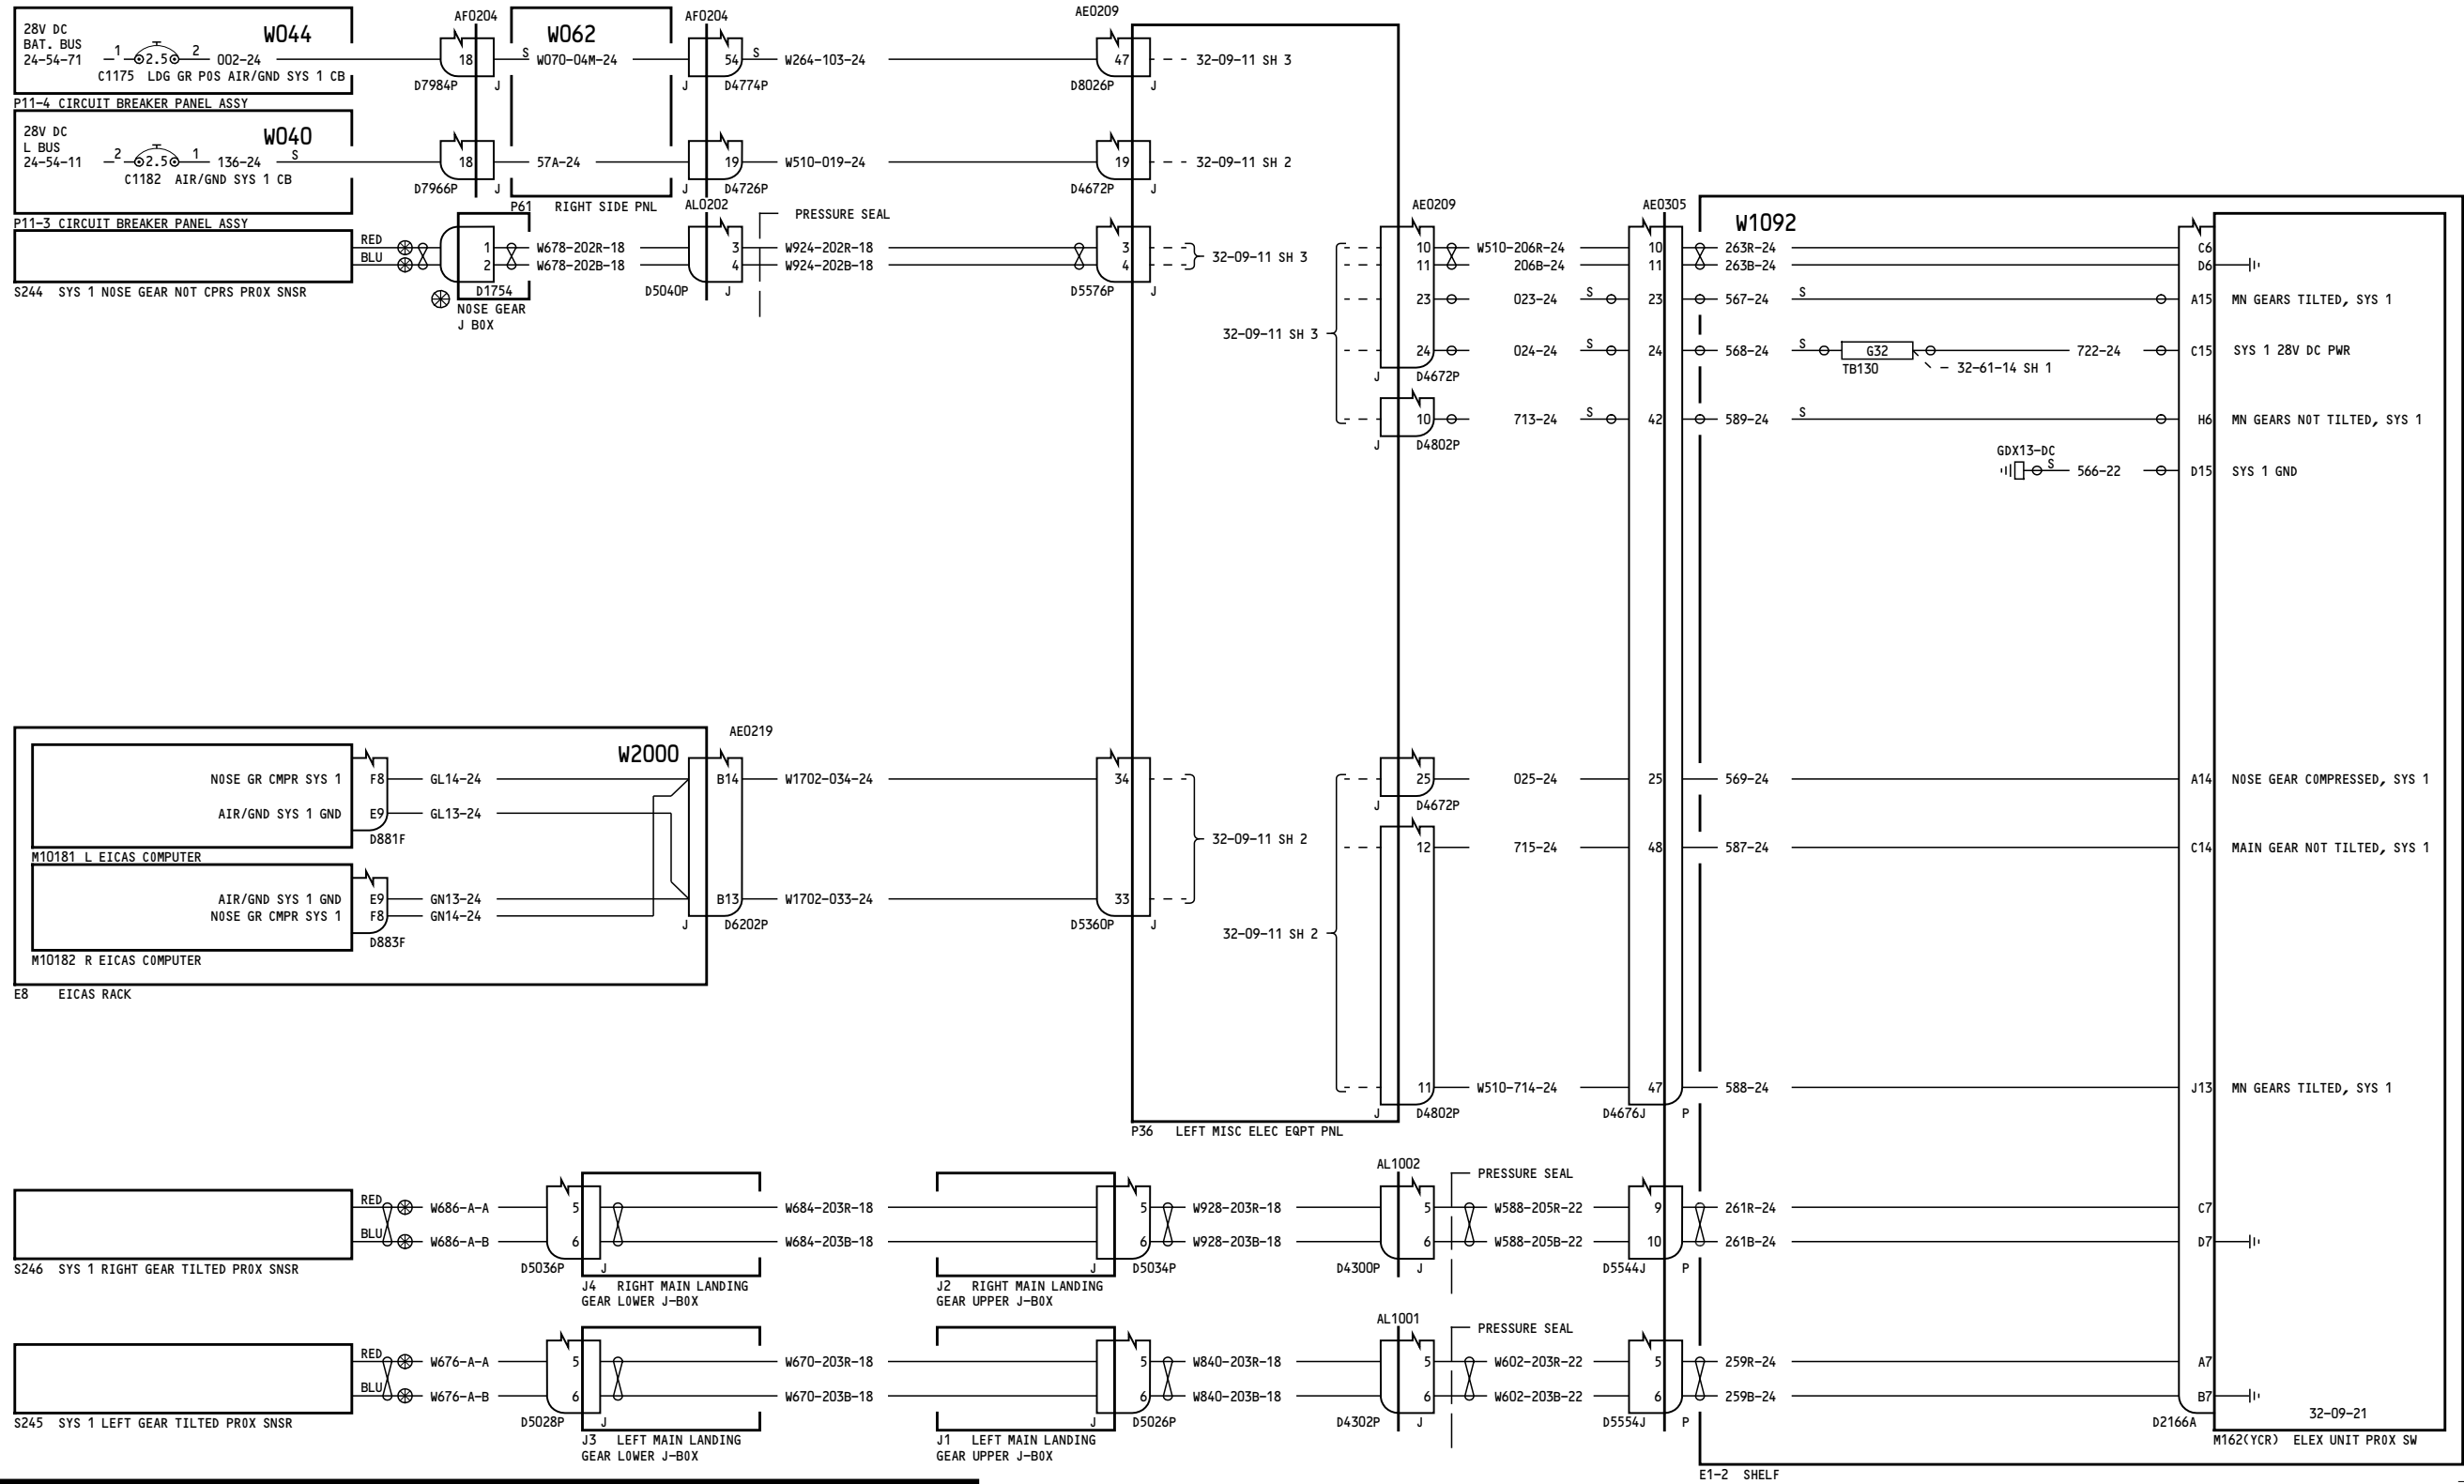 28V DC
BAT. BUS
24-54-71
1
2.5
2
002-24
W044
C1175 LDG GR POS AIR/GND SYS 1 CB
P11-4 CIRCUIT BREAKER PANEL ASSY
AF0204
18
D7984P
J
W062
S
W070-04M-24
AF0204
54
S
J
D4774P
W264-103-24
AE0209
47
D8026P
J
32-09-11 SH 3
28V DC
L BUS
24-54-11
2
2.5
1
136-24
S
W040
C1182 AIR/GND SYS 1 CB
P11-3 CIRCUIT BREAKER PANEL ASSY
18
D7966P
J
57A-24
P61 RIGHT SIDE PNL
19
J
D4726P
W510-019-24
19
D4672P
J
32-09-11 SH 2
RED
BLU
S244 SYS 1 NOSE GEAR NOT CPRS PROX SNSR
1
2
D1754
NOSE GEAR
J BOX
W678-202R-18
W678-202B-18
AL0202
3
4
D5040P
J
PRESSURE SEAL
W924-202R-18
W924-202B-18
3
4
D5576P
J
32-09-11 SH 3
32-09-11 SH 3
AE0209
10
11
23
24
J
D4672P
10
J
D4802P
W510-206R-24
206B-24
023-24
S
024-24
S
713-24
S
AE0305
10
11
23
24
42
W1092
263R-24
263B-24
567-24
S
568-24
S
G32
TB130
32-61-14 SH 1
722-24
589-24
S
GDX13-DC
S
566-22
C6
D6
A15 MN GEARS TILTED, SYS 1
C15 SYS 1 28V DC PWR
H6 MN GEARS NOT TILTED, SYS 1
D15 SYS 1 GND
NOSE GR CMPR SYS 1
AIR/GND SYS 1 GND
F8
E9
D881F
GL14-24
GL13-24
M10181 L EICAS COMPUTER
AIR/GND SYS 1 GND
NOSE GR CMPR SYS 1
E9
F8
D883F
GN13-24
GN14-24
M10182 R EICAS COMPUTER
E8 EICAS RACK
W2000
AE0219
B14
B13
J
D6202P
W1702-034-24
W1702-033-24
34
33
D5360P
J
32-09-11 SH 2
32-09-11 SH 2
25
J
D4672P
12
11
J
D4802P
P36 LEFT MISC ELEC EQPT PNL
025-24
715-24
W510-714-24
25
48
47
D4676J
P
569-24
587-24
588-24
A14 NOSE GEAR COMPRESSED, SYS 1
C14 MAIN GEAR NOT TILTED, SYS 1
J13 MN GEARS TILTED, SYS 1
RED
BLU
S246 SYS 1 RIGHT GEAR TILTED PROX SNSR
W686-A-A
W686-A-B
5
6
D5036P
J
J4 RIGHT MAIN LANDING
GEAR LOWER J-BOX
W684-203R-18
W684-203B-18
J2 RIGHT MAIN LANDING
GEAR UPPER J-BOX
5
6
J
D5034P
W928-203R-18
W928-203B-18
AL1002
5
6
D4300P
J
PRESSURE SEAL
W588-205R-22
W588-205B-22
9
10
D5544J
P
261R-24
261B-24
C7
D7
RED
BLU
S245 SYS 1 LEFT GEAR TILTED PROX SNSR
W676-A-A
W676-A-B
5
6
D5028P
J
J3 LEFT MAIN LANDING
GEAR LOWER J-BOX
W670-203R-18
W670-203B-18
J1 LEFT MAIN LANDING
GEAR UPPER J-BOX
5
6
J
D5026P
W840-203R-18
W840-203B-18
AL1001
5
6
D4302P
J
PRESSURE SEAL
W602-203R-22
W602-203B-22
5
6
D5554J
P
259R-24
259B-24
A7
B7
D2166A
32-09-21
M162(YCR) ELEX UNIT PROX SW
E1-2 SHELF